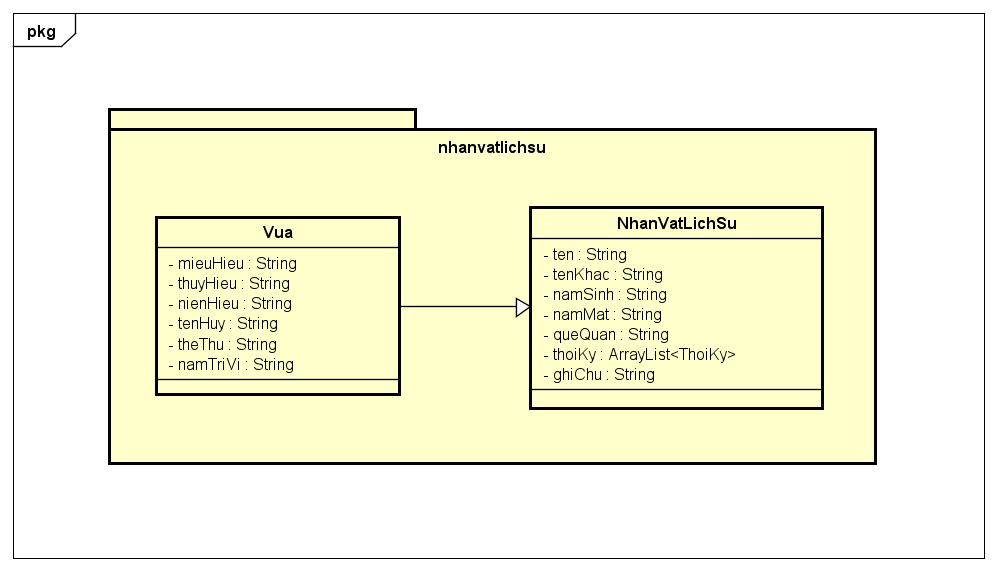 pkg
nhanvatlichsu
Vua
- mieuHieu : String
- thuyHieu : String
- nienHieu : String
- tenHuy : String
- theThu : String
- namTriVi : String
NhanVatLichSu
- ten : String
- tenKhac : String
- namSinh : String
- namMat : String
- queQuan : String
- thoiKy : ArrayList<ThoiKy>
- ghiChu : String